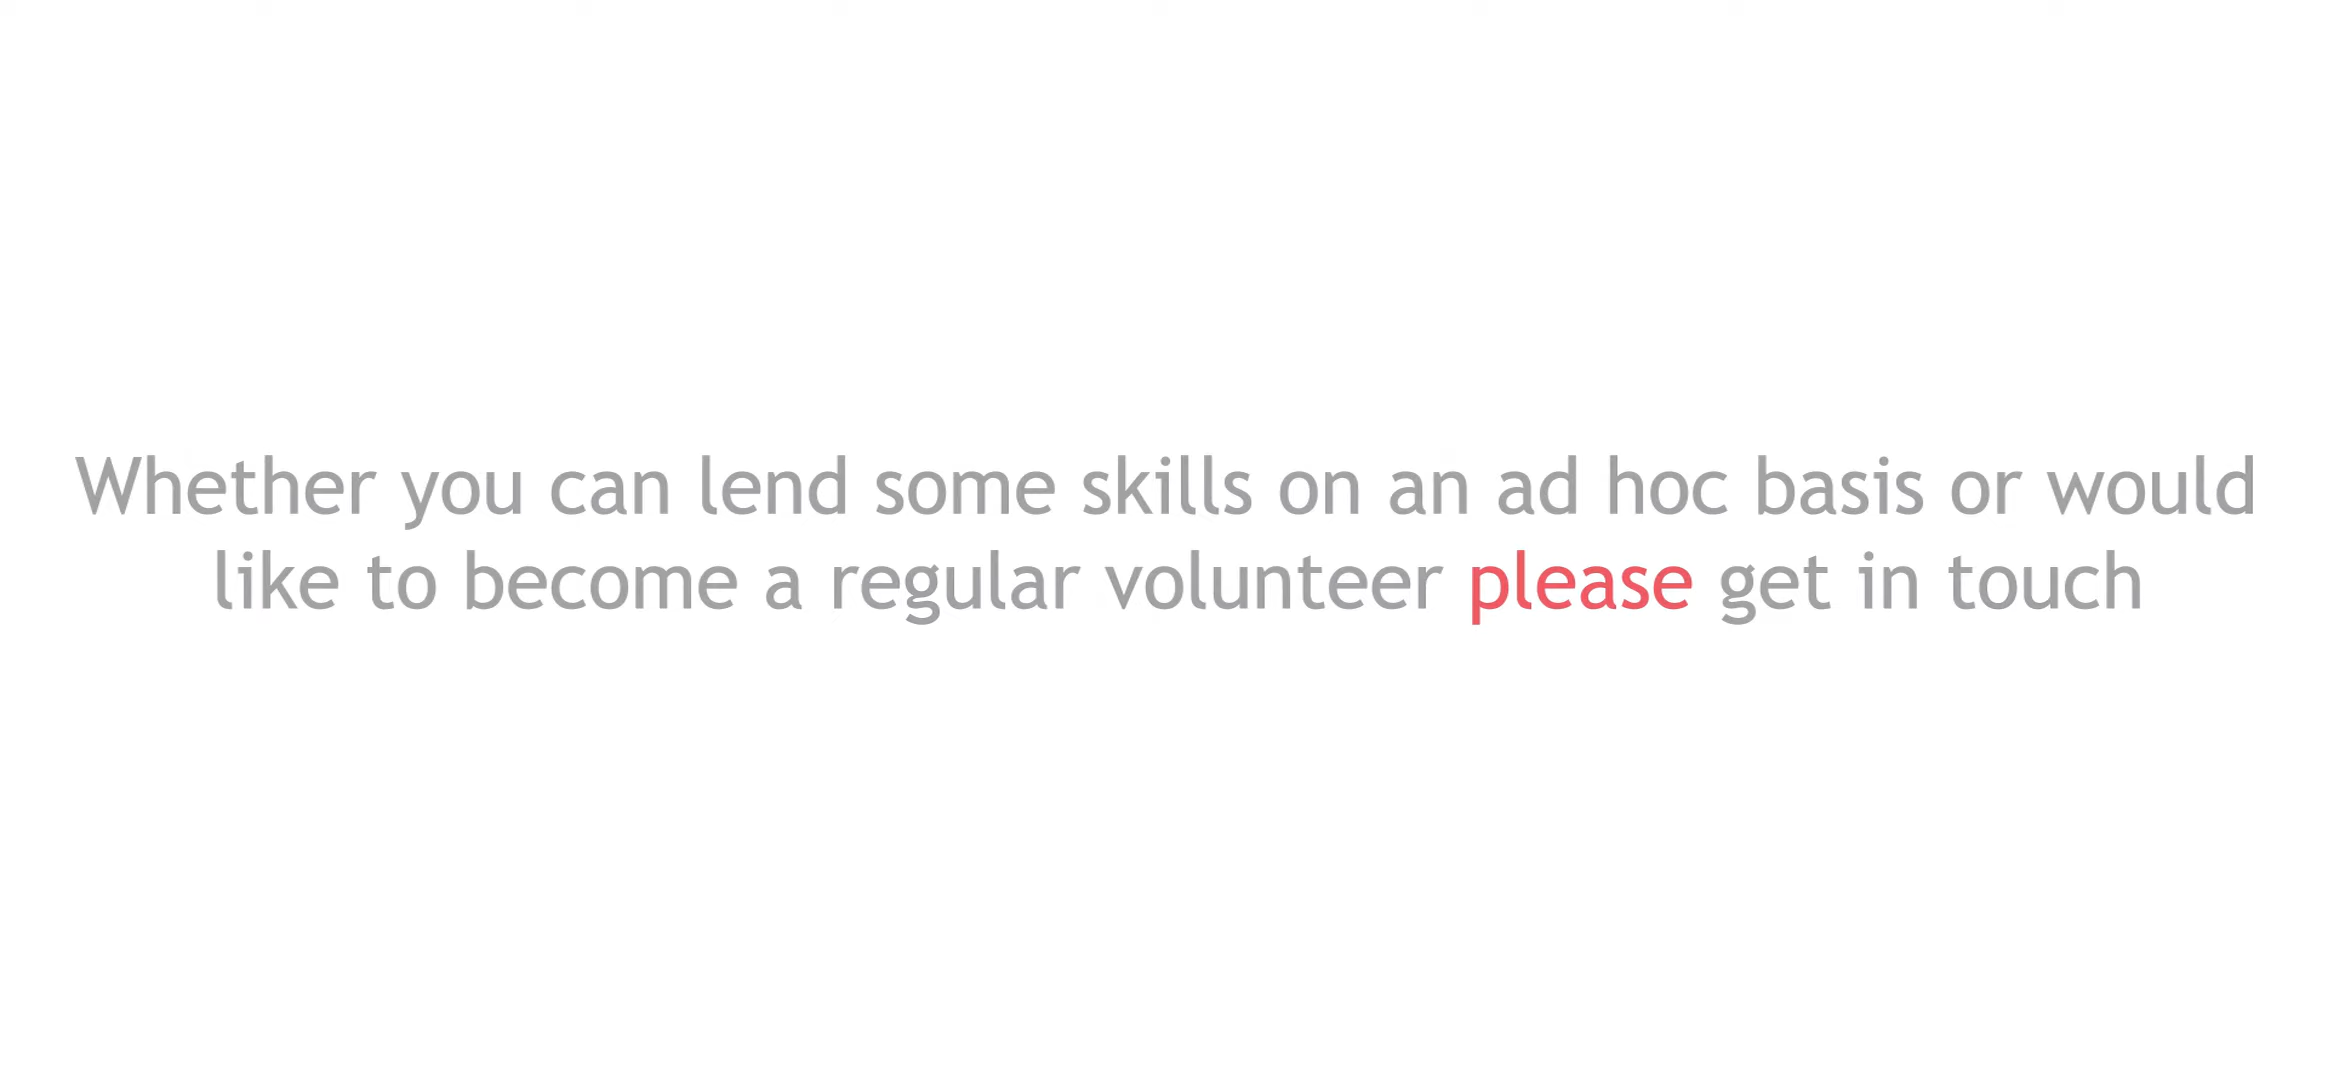 Whether you can lend some skills on an ad hoc basis or would
like to become a regular volunteer please get in touch